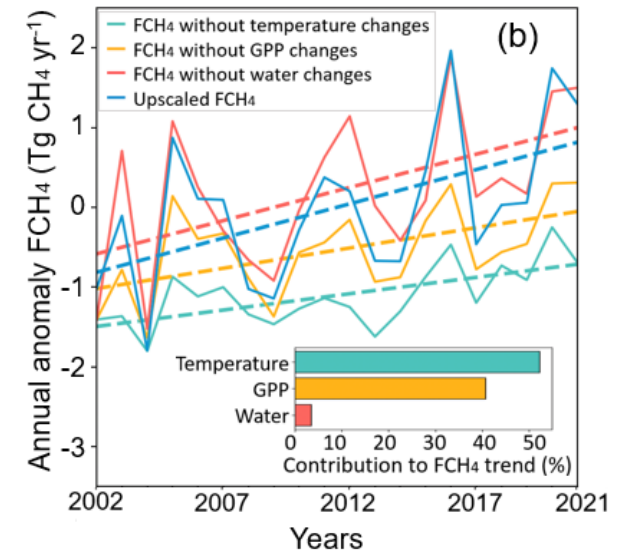 (b)
FCH4 without temperature changes
FCH4 without GPP changes
FCH4 without water changes
Upscaled FCH4
Annual anomaly FCH4 (Tg CH4 yr-1)
2
1
0
-1
-2
-3
Temperature
GPP
Water
0 10 20 30 40 50
Contribution to FCH4 trend (%)
2002 2007 2012 2017 2021
Years